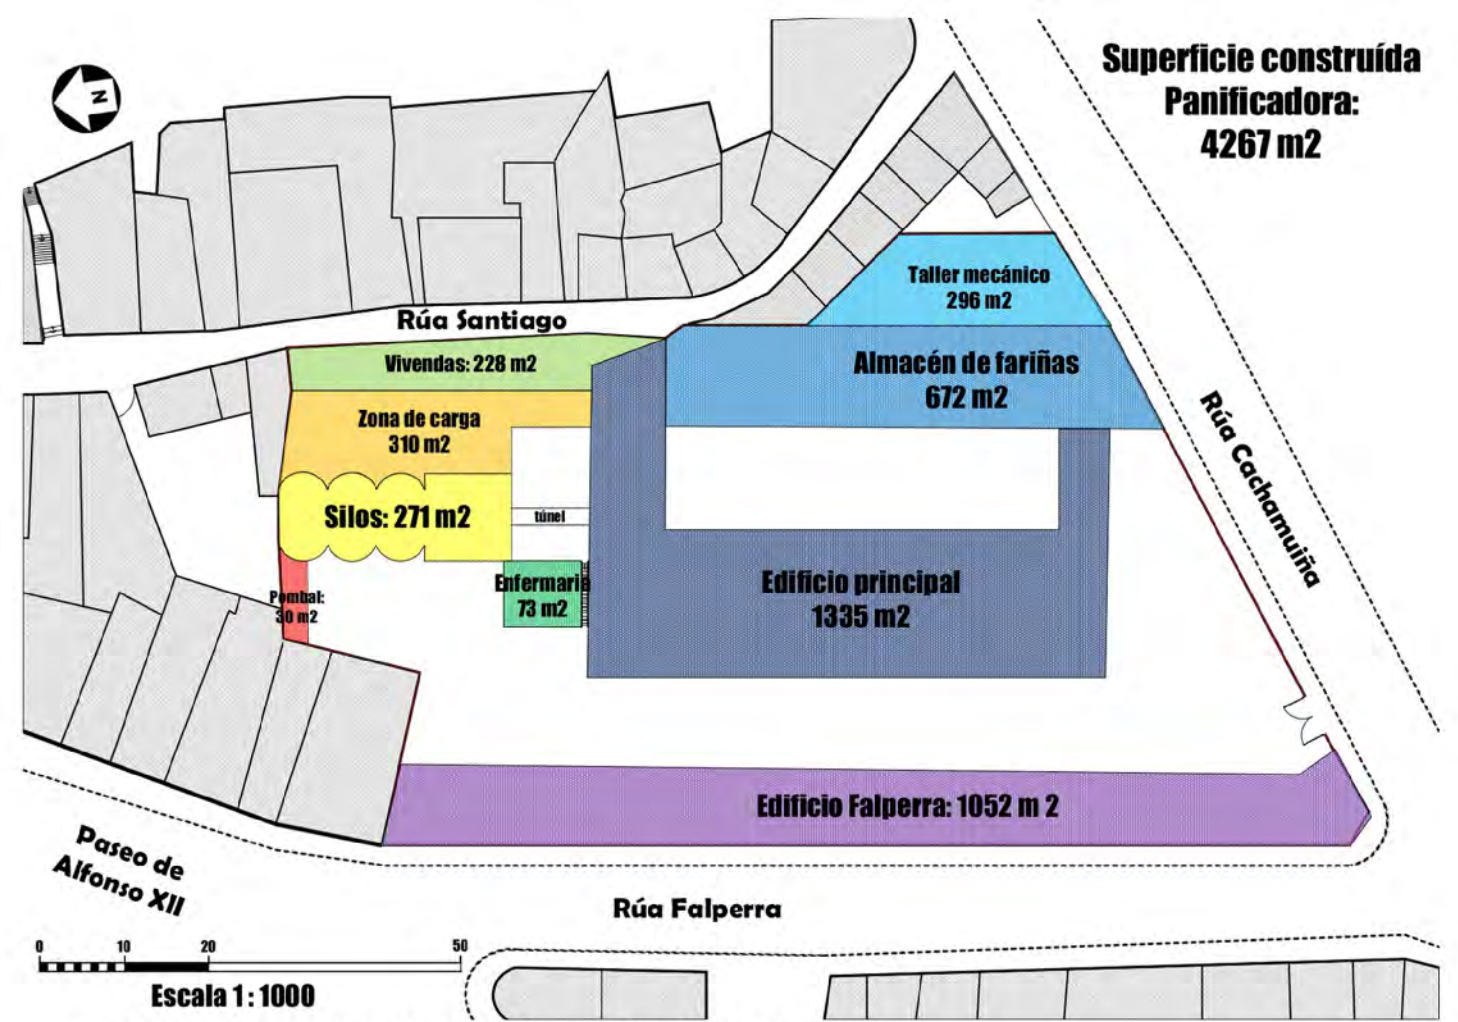 Superficie construída
Panificadora:
4267 m2
N
Taller mecánico
296 m2
Rúa Santiago
Vivendas: 228 m2
Almacén de fariñas
672 m2
Zona de carga
310 m2
Rúa Cachamuiña
Silos: 271 m2
túnel
Enfermaria
73 m2
Edificio principal
1335 m2
Pombal:
30 m2
Edificio Falperra: 1052 m 2
Paseo de
Alfonso XII
Rúa Falperra
0 10 20 50
Escala 1 : 1000